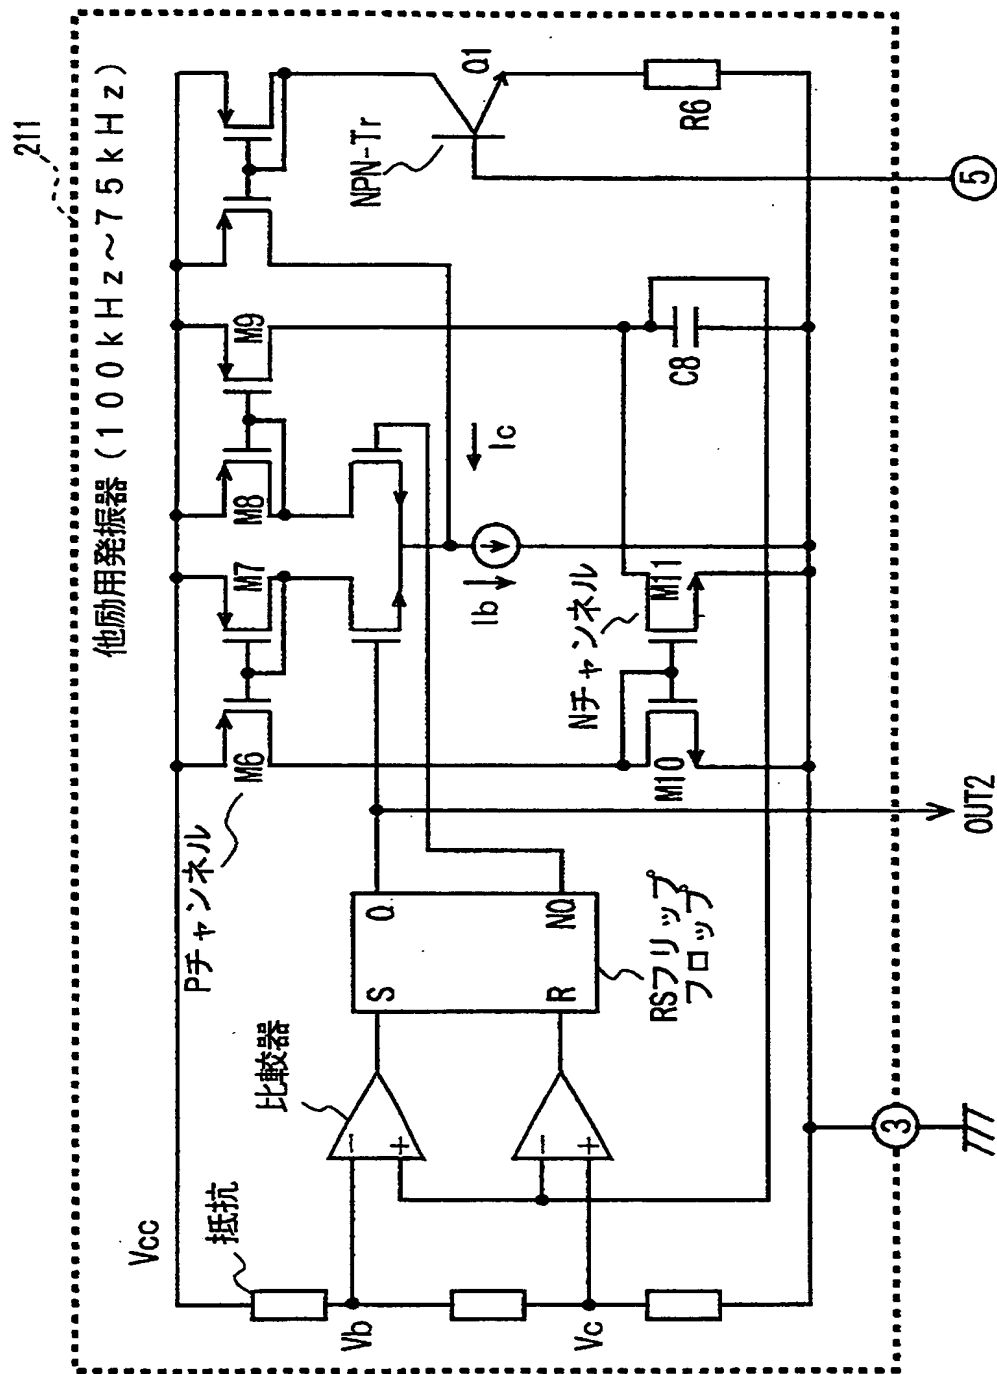 211
他励用発振器(100kHz~75kHz)
Vcc
抵抗
比較器
Pチャンネル
M6
M7
M8
M9
NPN-Tr
Q1
Vb
Vc
-
+
-
+
S
Q
R
NQ
RSフリップ
フロップ
Ib
Ic
Nチャンネル
M10
M11
C8
R6
3
OUT2
5